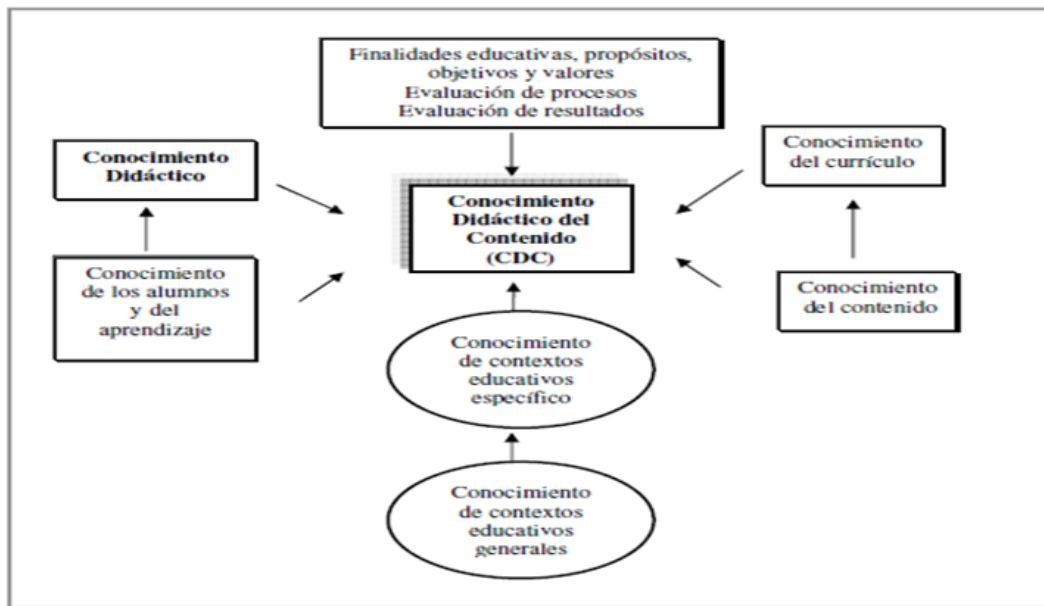 Finalidades educativas, propósitos,
objetivos y valores
Evaluación de procesos
Evaluación de resultados
Conocimiento
Didáctico
Conocimiento
Didáctico del
Contenido
(CDC)
Conocimiento
del currículo
Conocimiento
de los alumnos
y del
aprendizaje
Conocimiento
del contenido
Conocimiento
de contextos
educativos
específico
Conocimiento
de contextos
educativos
generales